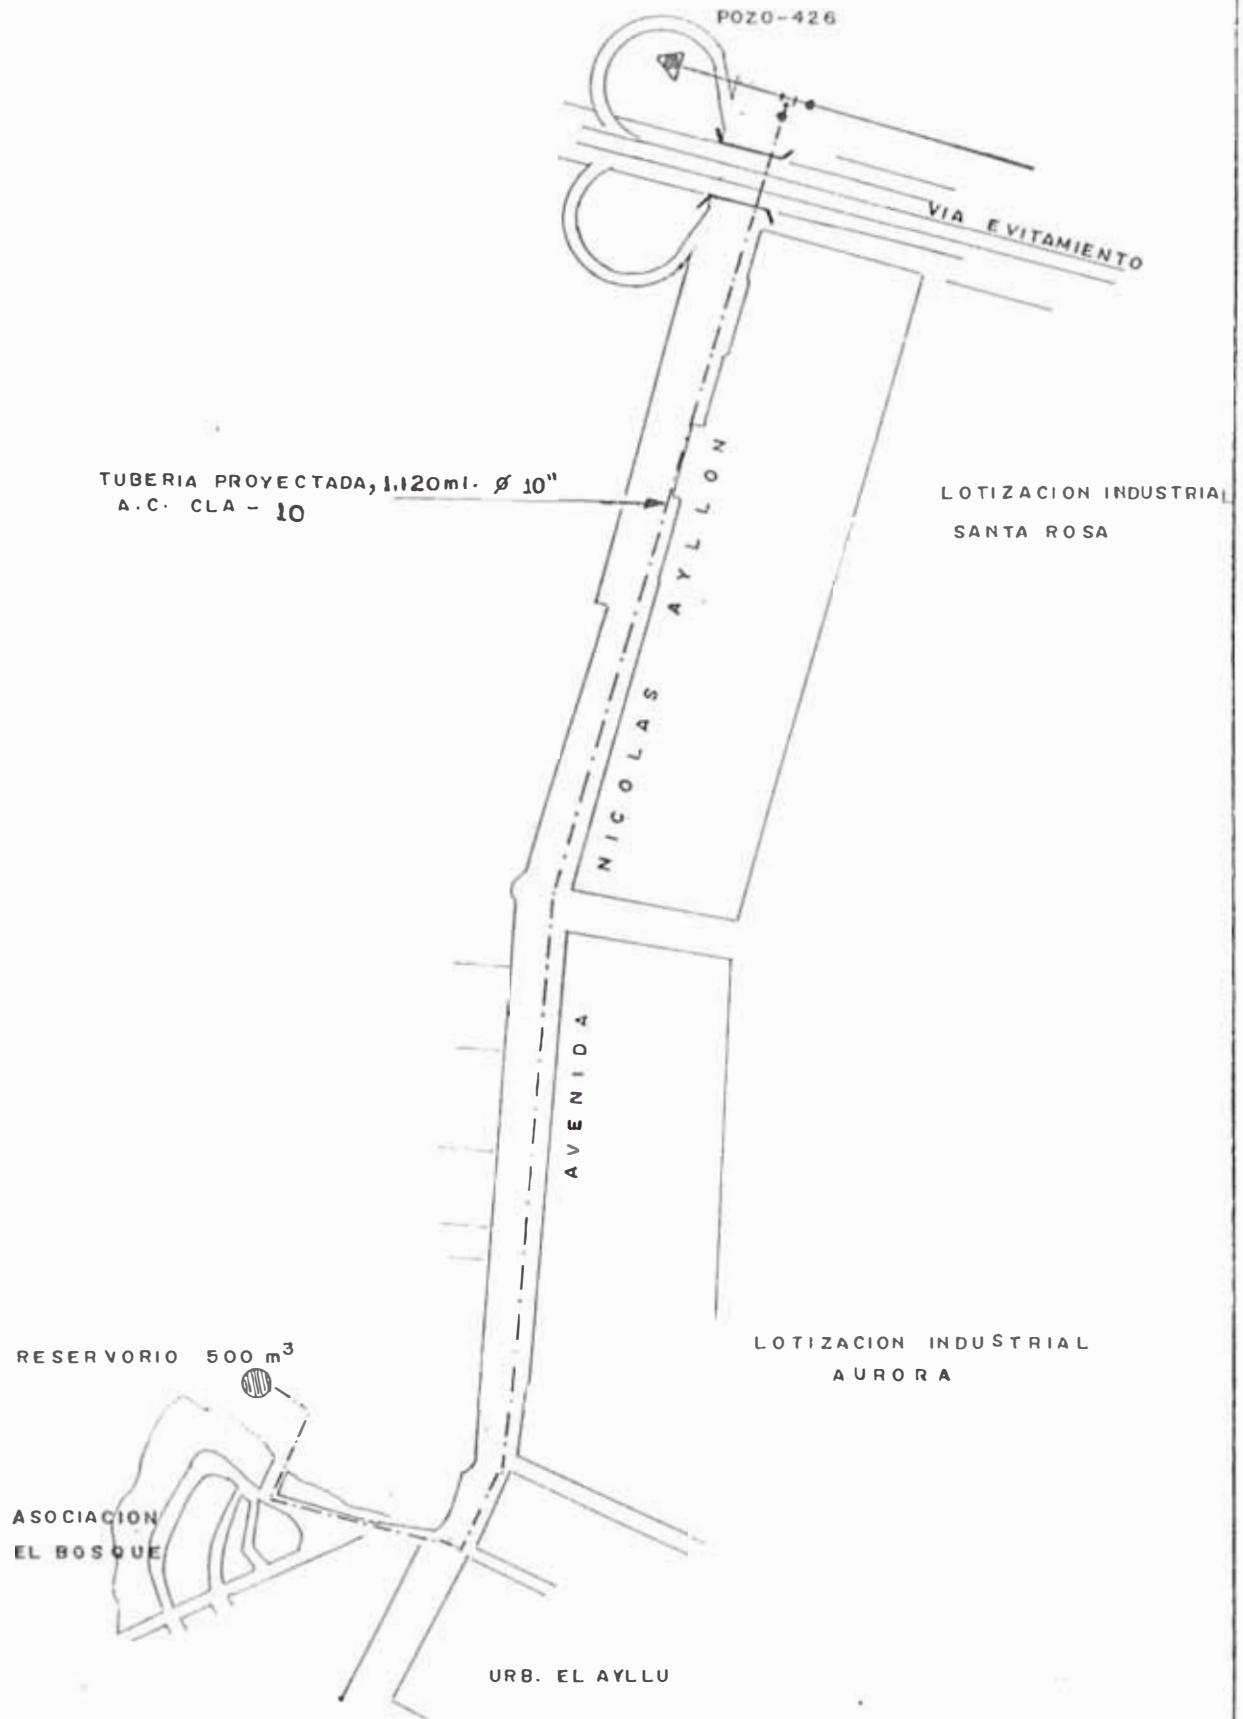 POZO-426
VIA EVITAMIENTO
TUBERIA PROYECTADA, 1,120ml. Ø 10"
A.C. CLA - 10
LOTIZACION INDUSTRIAL
SANTA ROSA
AVENIDA NICOLAS AYLLON
RESERVORIO 500 m³
LOTIZACION INDUSTRIAL
AURORA
ASOCIACION
EL BOSQUE
URB. EL AYLLU